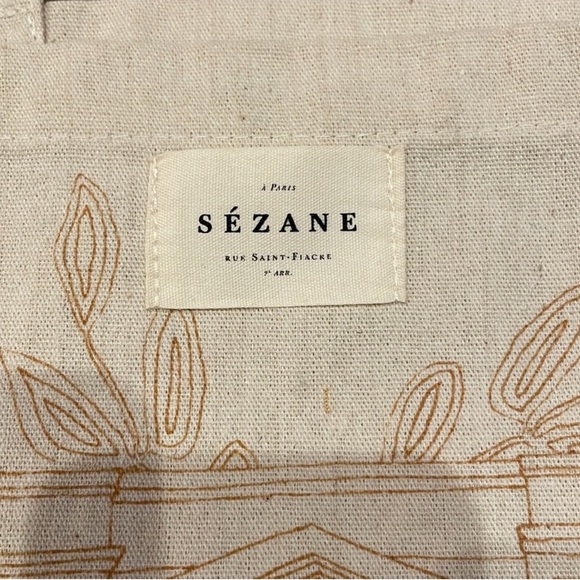 À PARIS
SÉZANE
RUE SAINT-FIACRE
2ᵉ ARR.